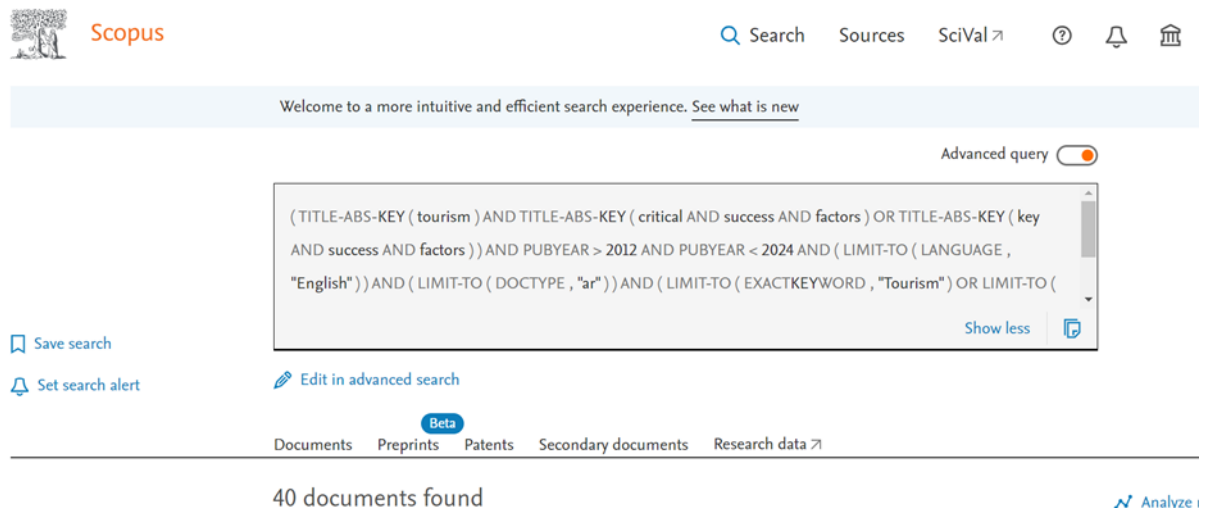 Scopus
Search Sources SciVal
Welcome to a more intuitive and efficient search experience. See what is new
Advanced query
( TITLE-ABS-KEY ( tourism ) AND TITLE-ABS-KEY ( critical AND success AND factors ) OR TITLE-ABS-KEY ( key
AND success AND factors ) ) AND PUBYEAR > 2012 AND PUBYEAR < 2024 AND ( LIMIT-TO ( LANGUAGE ,
"English" ) ) AND ( LIMIT-TO ( DOCTYPE , "ar" ) ) AND ( LIMIT-TO ( EXACTKEYWORD , "Tourism" ) OR LIMIT-TO (
Show less
Save search
Set search alert
Edit in advanced search
Beta
Documents Preprints Patents Secondary documents Research data
40 documents found
Analyze